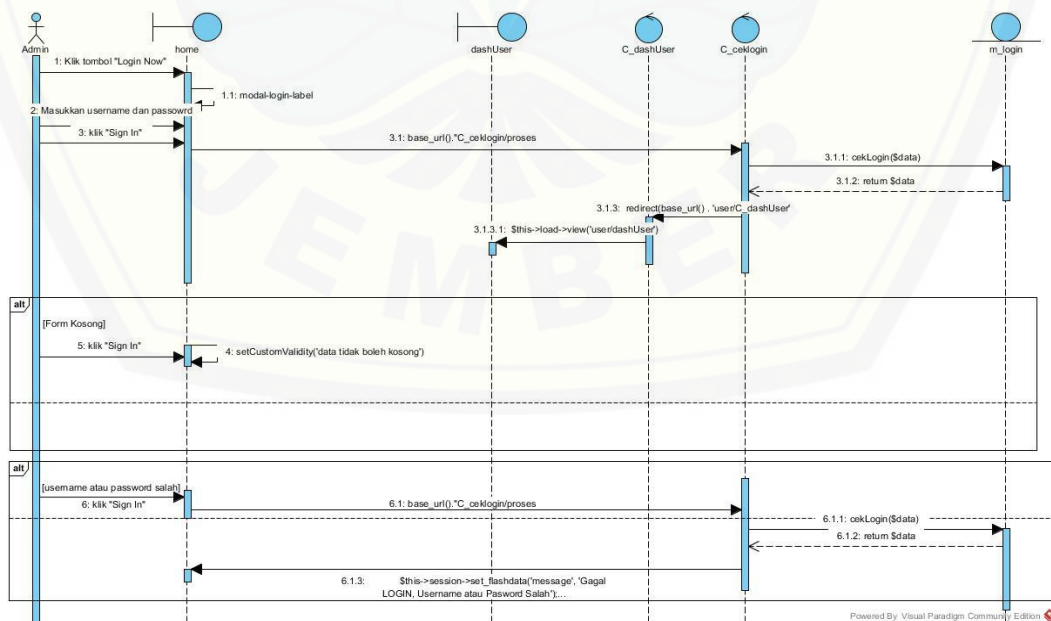 Admin
home
dashUser
C_dashUser
C_ceklogin
m_login
1: Klik tombol "Login Now"
1.1: modal-login-label
2: Masukkan username dan passowrd
3: klik "Sign In"
3.1: base_url()."C_ceklogin/proses
3.1.1: cekLogin($data)
3.1.2: return $data
3.1.3: redirect(base_url() . 'user/C_dashUser'
3.1.3.1: $this->load->view('user/dashUser')
JEMBER
alt
[Form Kosong]
5: klik "Sign In"
4: setCustomValidity('data tidak boleh kosong')
alt
[username atau password salah]
6: klik "Sign In"
6.1: base_url()."C_ceklogin/proses
6.1.1: cekLogin($data)
6.1.2: return $data
6.1.3: $this->session->set_flashdata('message', 'Gagal
LOGIN, Username atau Pasword Salah');...
Powered By Visual Paradigm Community Edition